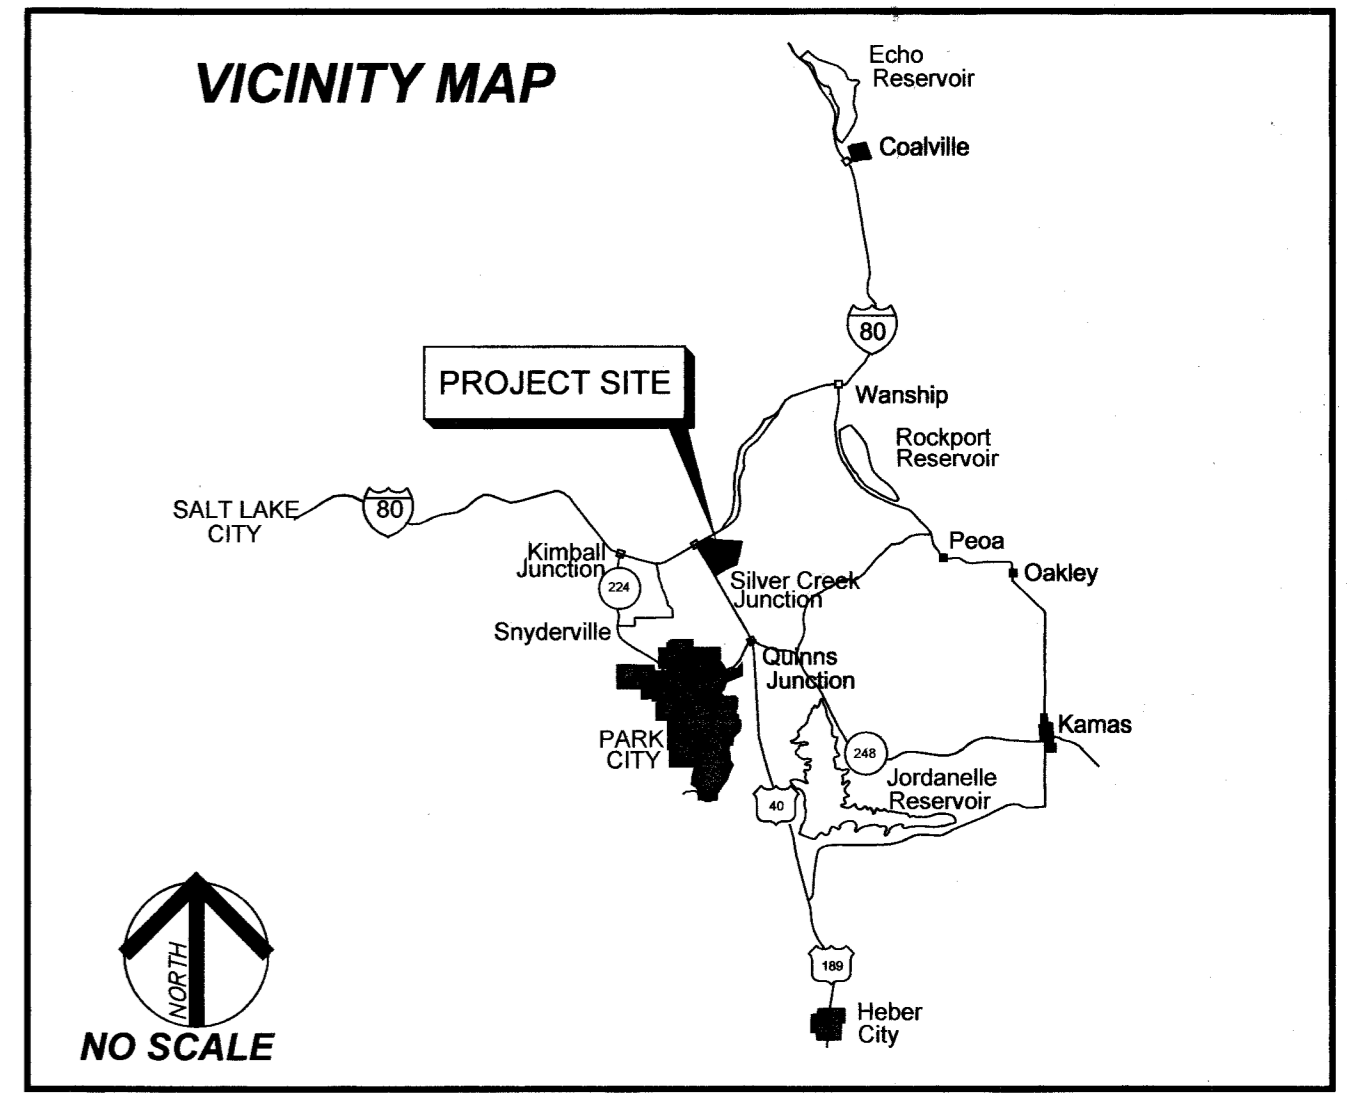 VICINITY MAP
Echo
Reservoir
Coalville
80
PROJECT SITE
Wanship
Rockport
Reservoir
SALT LAKE
CITY
80
Kimball
Junction
224
Silver Creek
Junction
Peoa
Oakley
Snyderville
Quinns
Junction
PARK
CITY
Kamas
248
Jordanelle
Reservoir
40
189
Heber
City
NORTH
NO SCALE